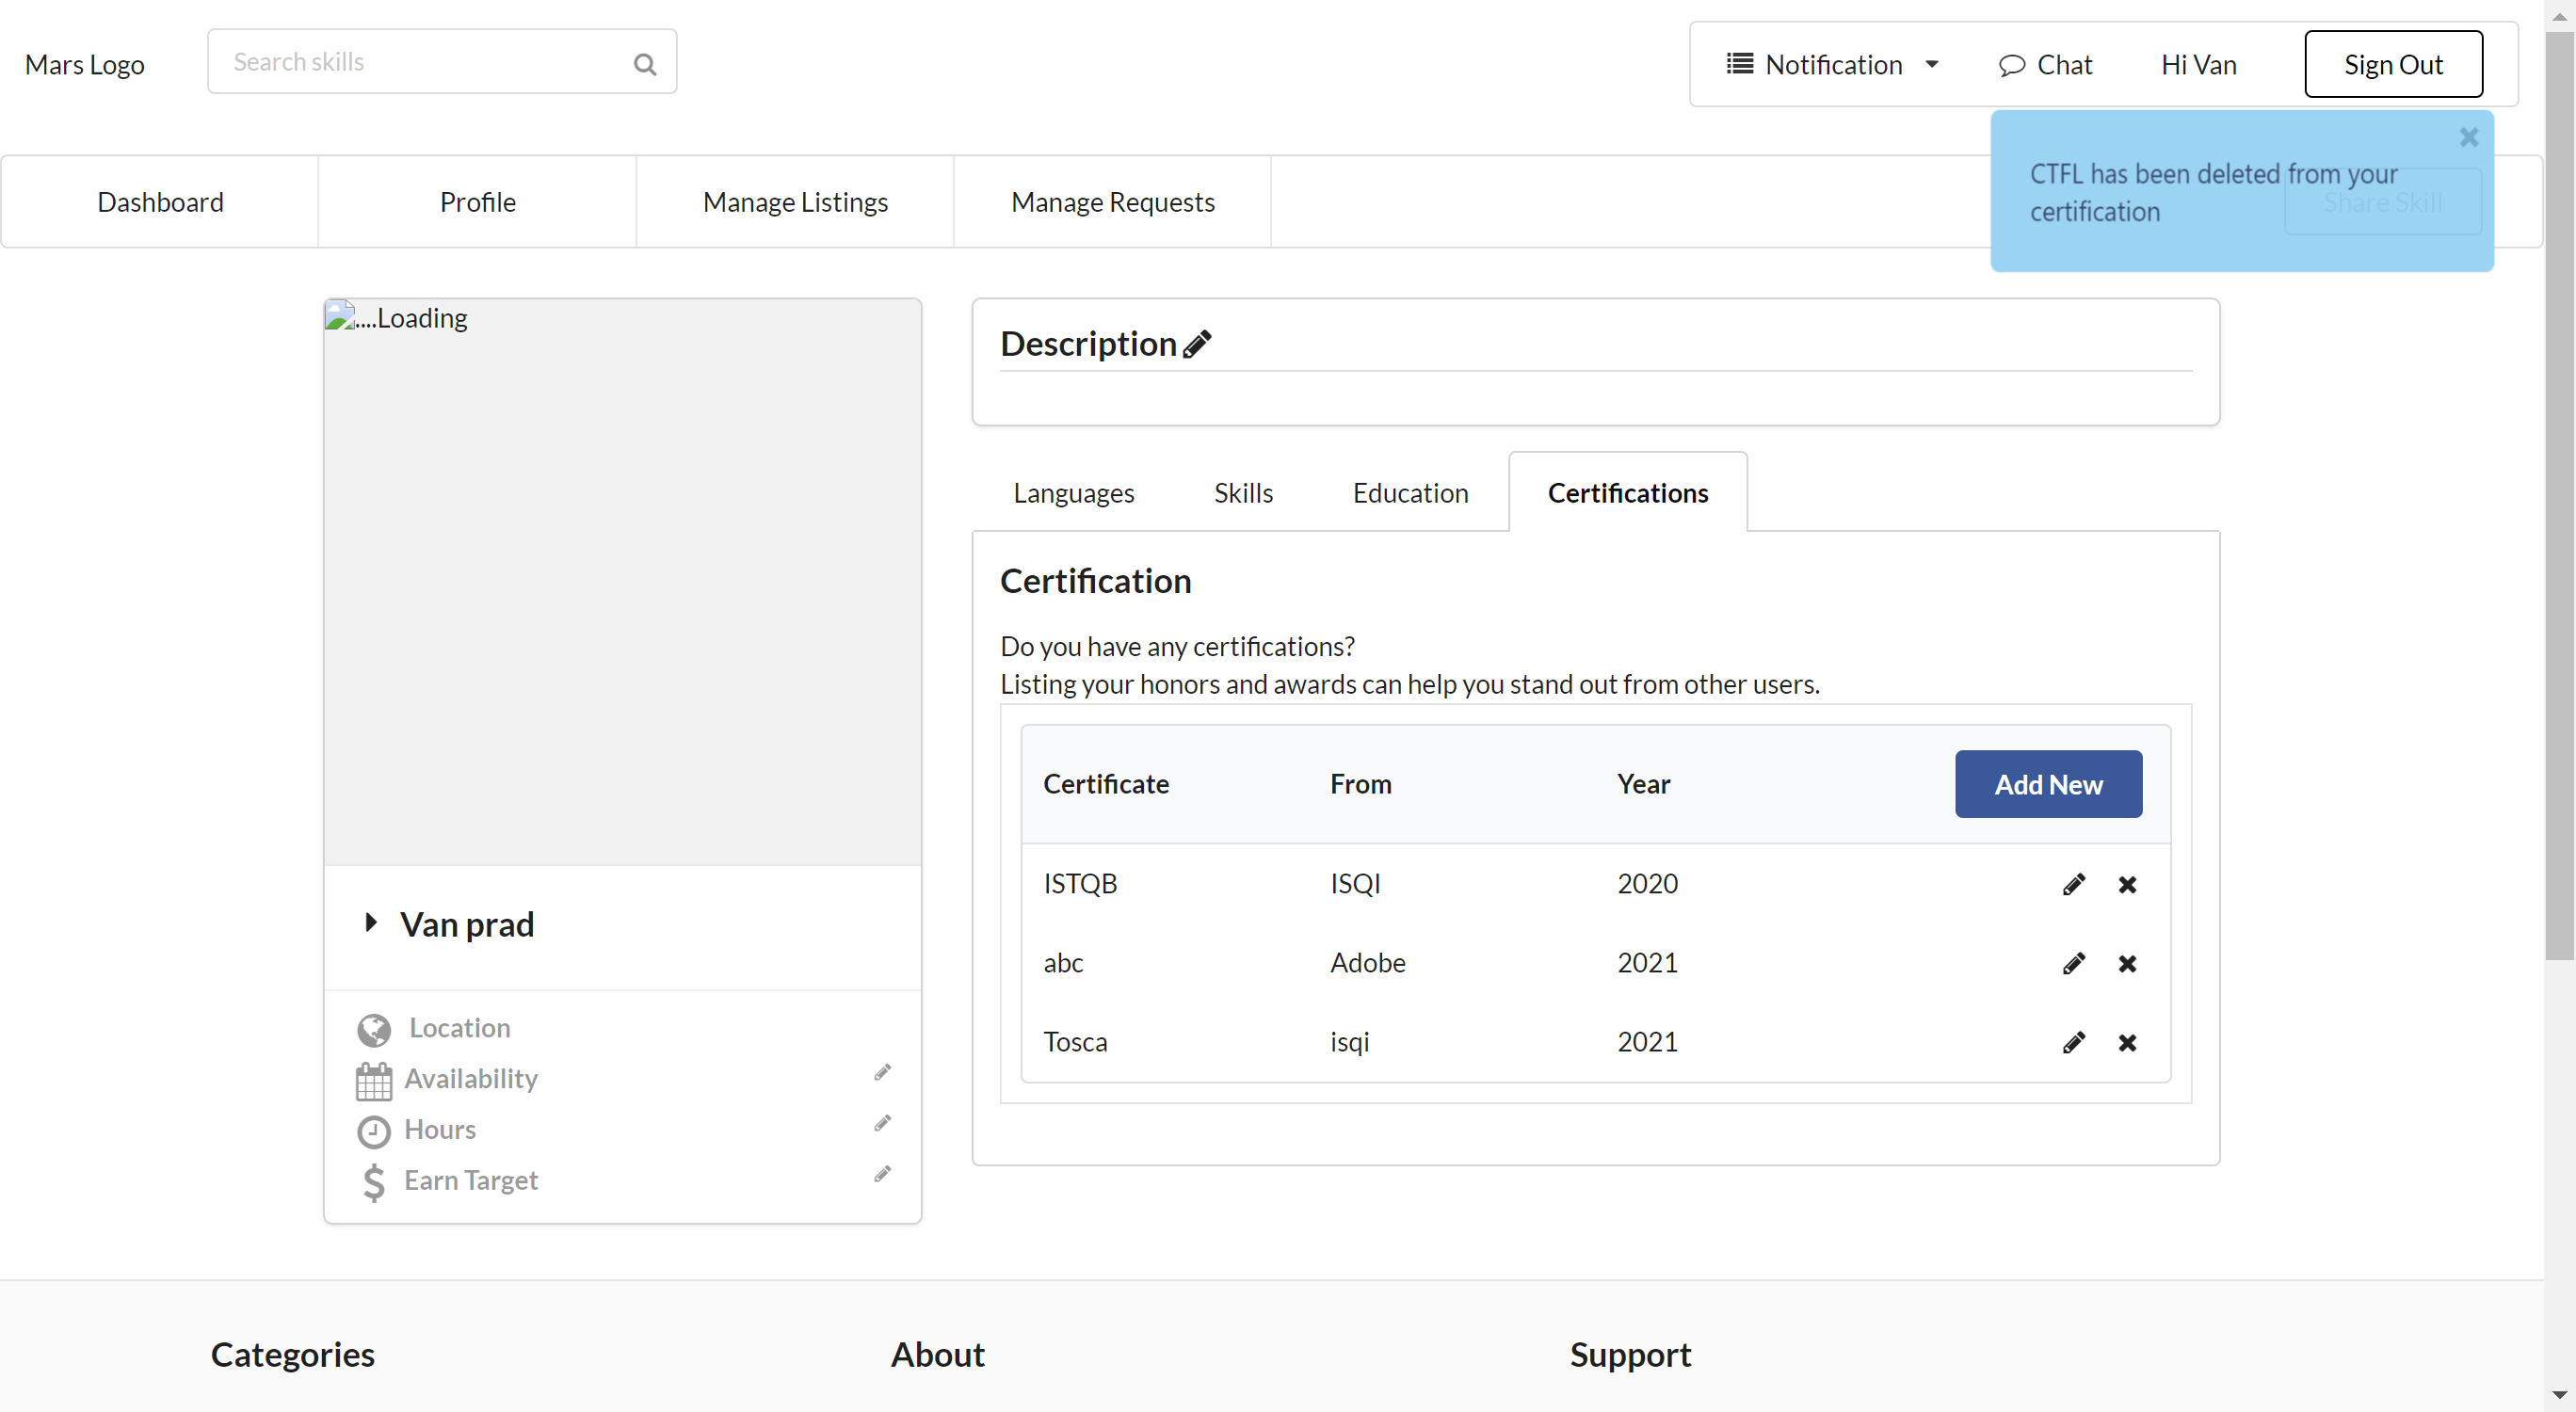 Mars Logo
Search skills
Notification
Chat
Hi Van
Sign Out
CTFL has been deleted from your
certification
Dashboard
Profile
Manage Listings
Manage Requests
Share Skill
....Loading
Van prad
Location
Availability
Hours
Earn Target
Description
Languages
Skills
Education
Certifications
Certification
Do you have any certifications?
Listing your honors and awards can help you stand out from other users.
Certificate From Year Add New
ISTQB ISQI 2020
abc Adobe 2021
Tosca isqi 2021
Categories
About
Support